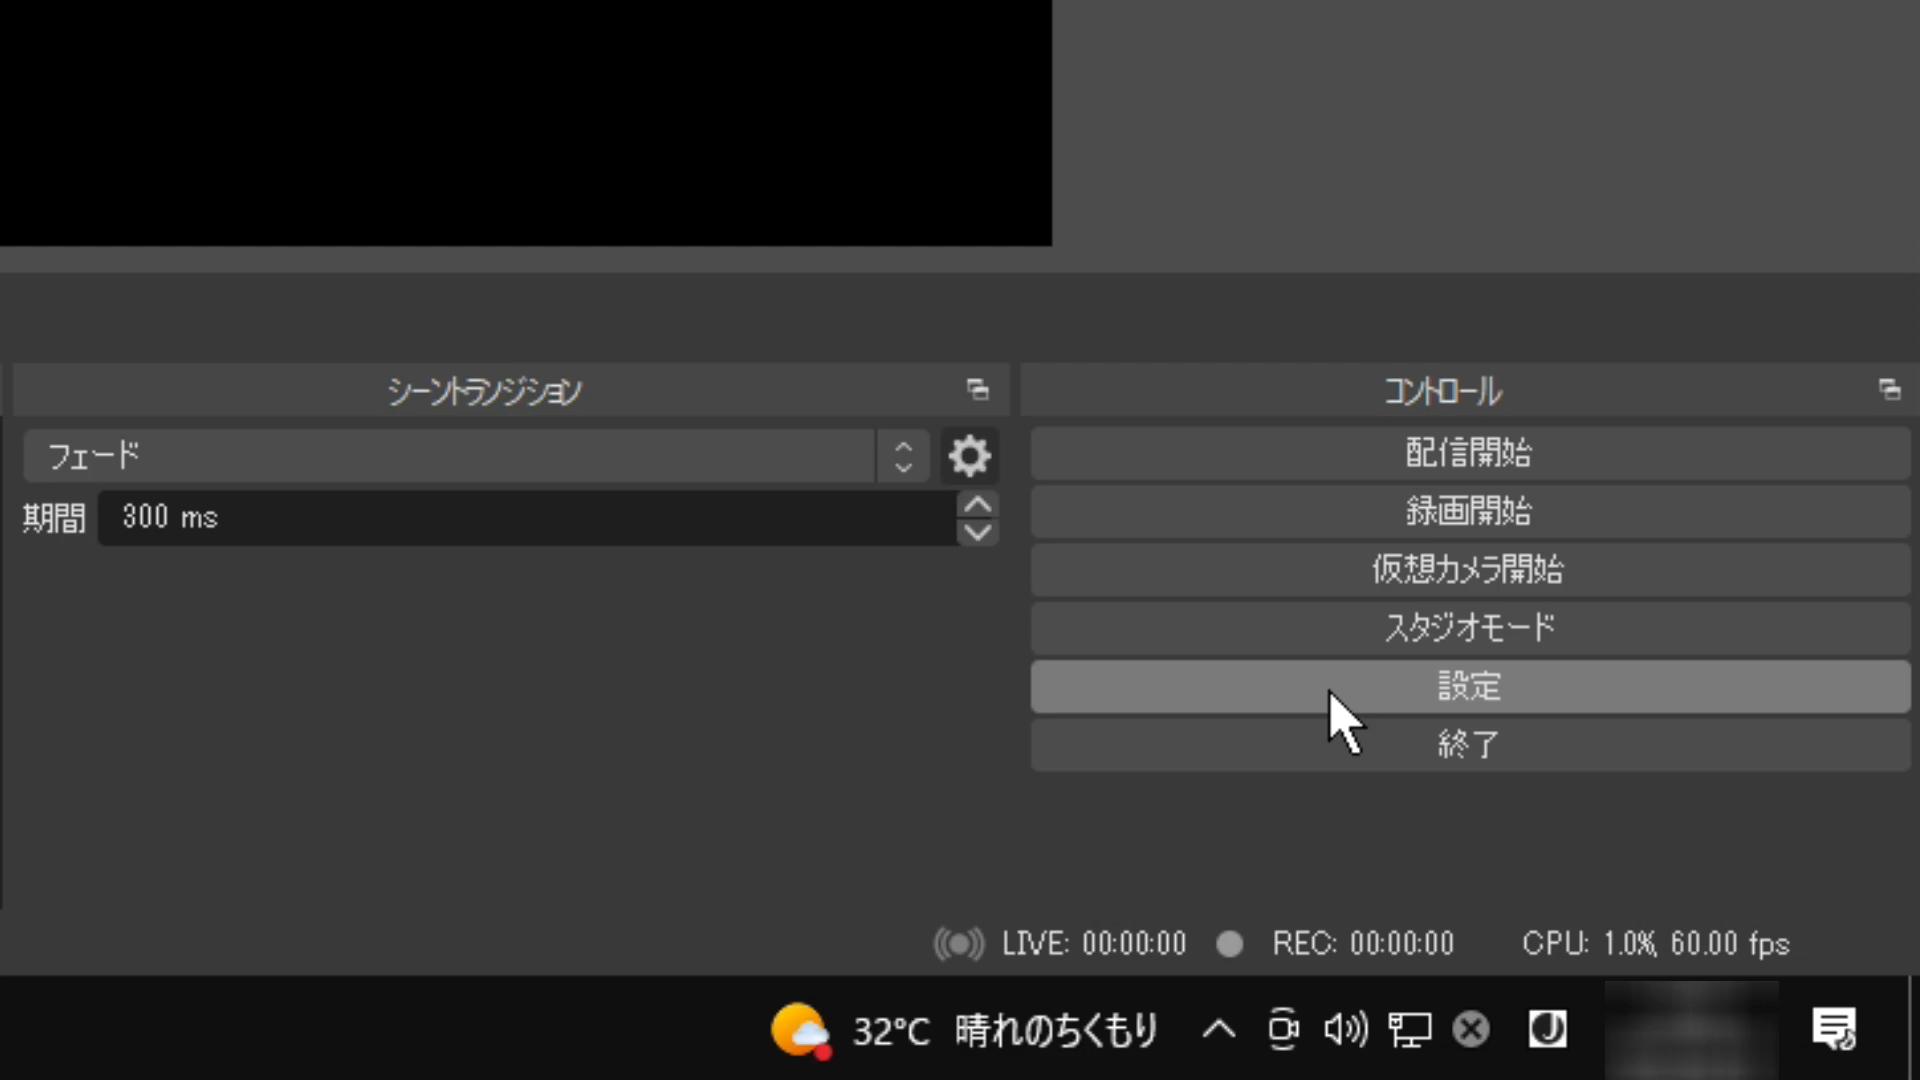 シーントランジション
フェード
期間 300 ms
コントロール
配信開始
録画開始
仮想カメラ開始
スタジオモード
設定
終了
LIVE: 00:00:00 REC: 00:00:00 CPU: 1.0%, 60.00 fps
32°C 晴れのちくもり